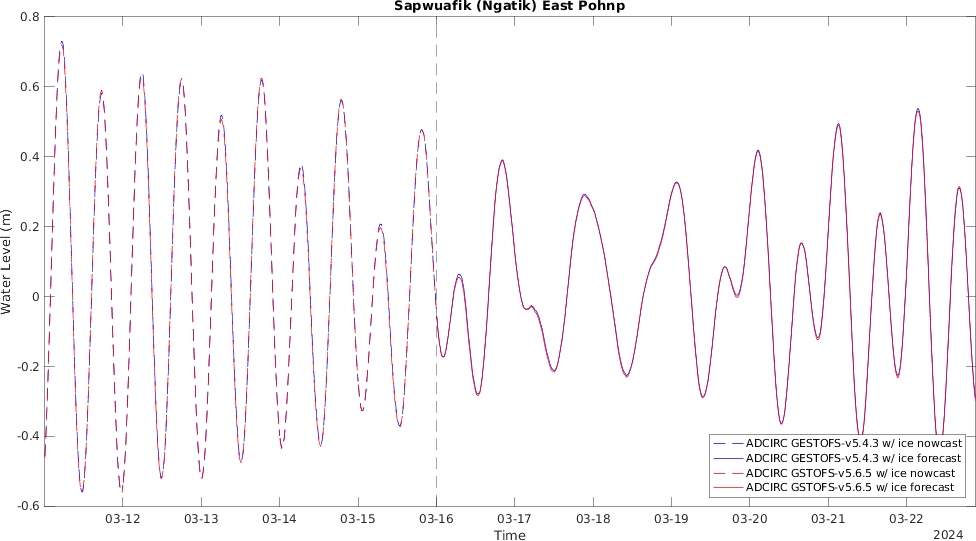 Sapwuafik (Ngatik) East Pohnp
0.8
0.6
0.4
0.2
0
-0.2
-0.4
-0.6
Water Level (m)
ADCIRC GESTOFS-v5.4.3 w/ ice nowcast
ADCIRC GESTOFS-v5.4.3 w/ ice forecast
ADCIRC GSTOFS-v5.6.5 w/ ice nowcast
ADCIRC GSTOFS-v5.6.5 w/ ice forecast
03-12 03-13 03-14 03-15 03-16 03-17 03-18 03-19 03-20 03-21 03-22
Time
2024